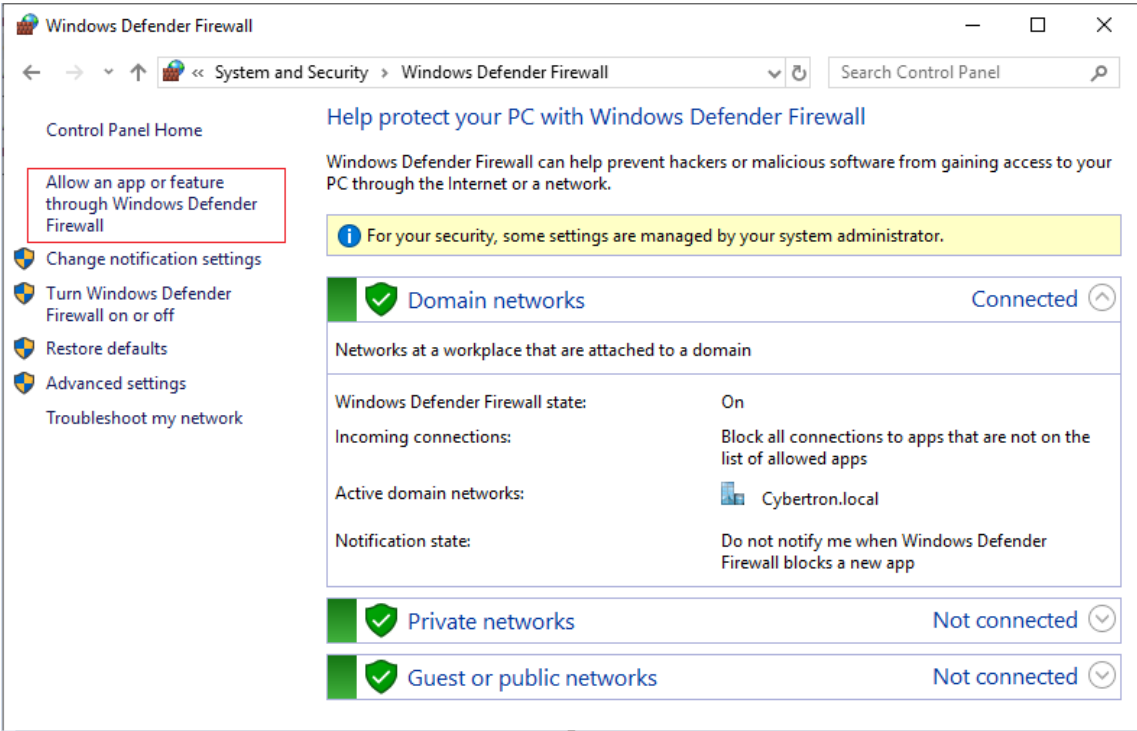 Windows Defender Firewall
« System and Security > Windows Defender Firewall
Search Control Panel
Control Panel Home
Allow an app or feature
through Windows Defender
Firewall
Change notification settings
Turn Windows Defender
Firewall on or off
Restore defaults
Advanced settings
Troubleshoot my network
Help protect your PC with Windows Defender Firewall
Windows Defender Firewall can help prevent hackers or malicious software from gaining access to your
PC through the Internet or a network.
For your security, some settings are managed by your system administrator.
Domain networks Connected
Networks at a workplace that are attached to a domain
Windows Defender Firewall state: On
Incoming connections: Block all connections to apps that are not on the
list of allowed apps
Active domain networks: Cybertron.local
Notification state: Do not notify me when Windows Defender
Firewall blocks a new app
Private networks Not connected
Guest or public networks Not connected